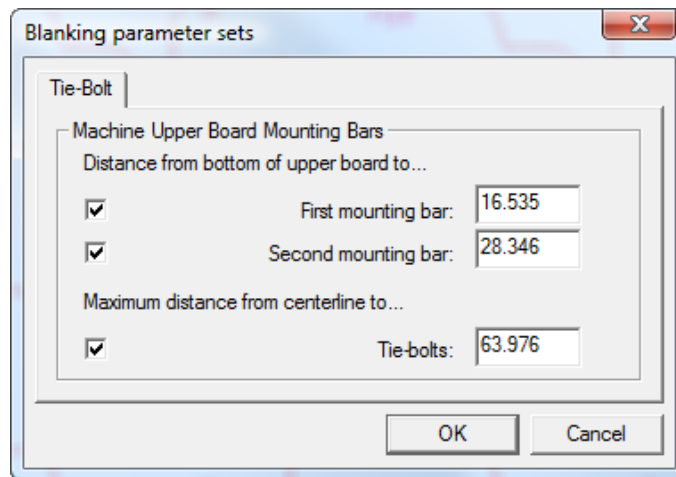 Blanking parameter sets
Tie-Bolt
Machine Upper Board Mounting Bars
Distance from bottom of upper board to...
First mounting bar: 16.535
Second mounting bar: 28.346
Maximum distance from centerline to...
Tie-bolts: 63.976
OK Cancel